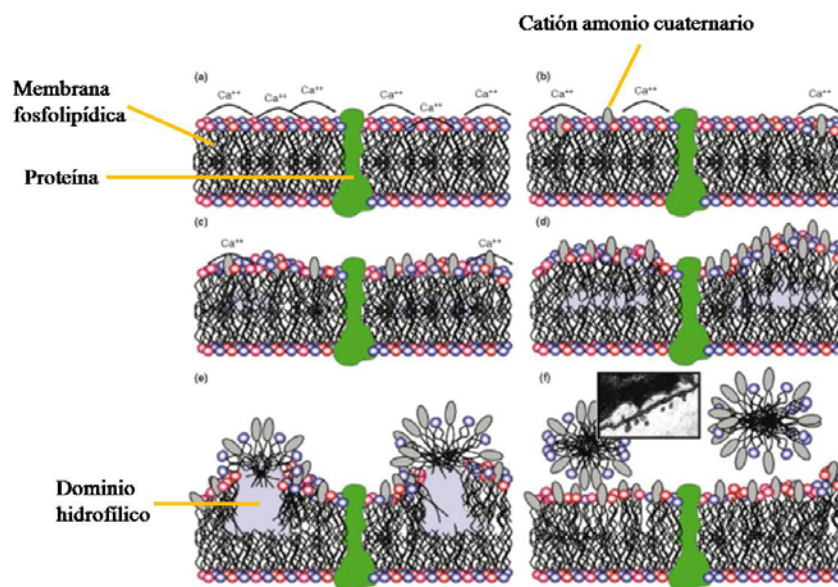 Catión amonio cuaternario
(a)
(b)
Ca++ Ca++ Ca++ Ca++ Ca++ Ca++
Ca++ Ca++ Ca++
Membrana
fosfolipídica
Proteína
(c)
(d)
Ca++ Ca++
(e)
(f)
Dominio
hidrofílico